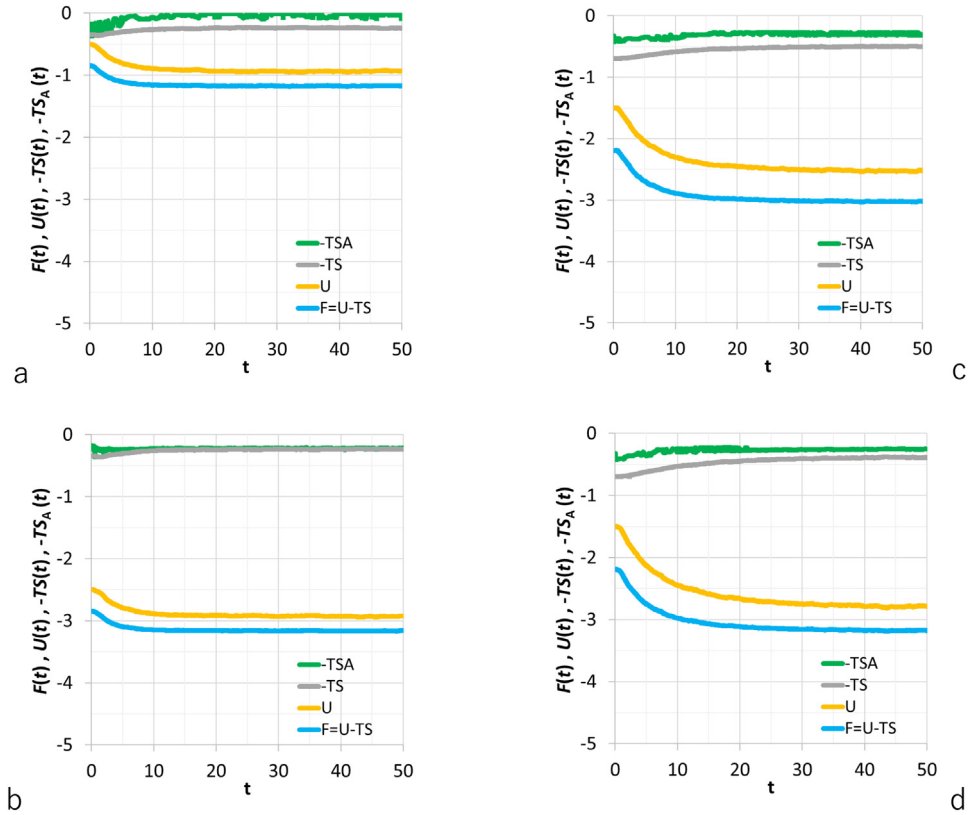 F(t) , U(t) , -TS(t) , -TSA (t)
0
-1
-2
-3
-4
-5
-TSA
-TS
U
F=U-TS
0 10 20 30 40 50
t
a
F(t) , U(t) , -TS(t) , -TSA (t)
0
-1
-2
-3
-4
-5
-TSA
-TS
U
F=U-TS
0 10 20 30 40 50
t
c
F(t) , U(t) , -TS(t) , -TSA (t)
0
-1
-2
-3
-4
-5
-TSA
-TS
U
F=U-TS
0 10 20 30 40 50
t
b
F(t) , U(t) , -TS(t) , -TSA (t)
0
-1
-2
-3
-4
-5
-TSA
-TS
U
F=U-TS
0 10 20 30 40 50
t
d